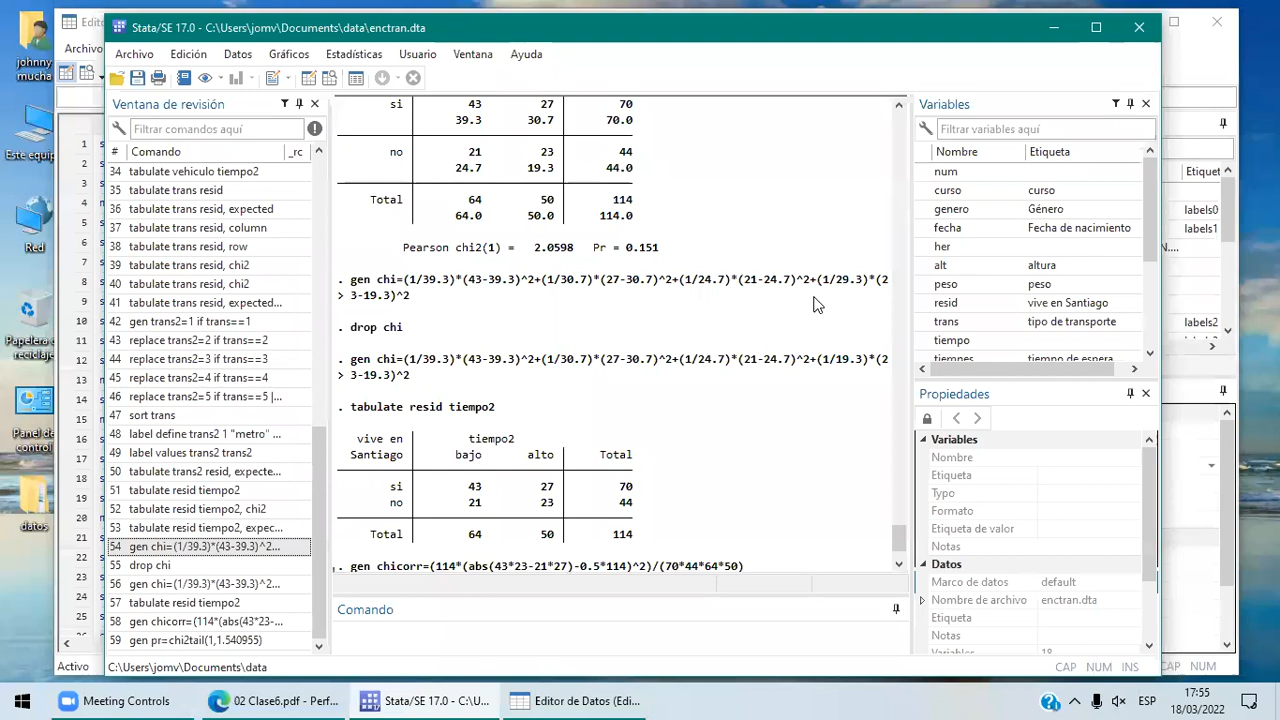 Stata/SE 17.0 - C:\Users\jomv\Documents\data\enctran.dta
Editor
Archivo
Archivo Edición Datos Gráficos Estadísticas Usuario Ventana Ayuda
johnny
mucha
Este equip
Red
Papelera
reciclaje
Panel de
control
datos
Ventana de revisión
Filtrar comandos aquí
# Comando _rc
34 tabulate vehiculo tiempo2
35 tabulate trans resid
36 tabulate trans resid, expected
37 tabulate trans resid, column
38 tabulate trans resid, row
39 tabulate trans resid, chi2
40 tabulate trans resid, chi2
41 tabulate trans resid, expected...
42 gen trans2=1 if trans==1
43 replace trans2=2 if trans==2
44 replace trans2=3 if trans==3
45 replace trans2=4 if trans==4
46 replace trans2=5 if trans==5 |...
47 sort trans
48 label define trans2 1 "metro" ...
49 label values trans2 trans2
50 tabulate trans2 resid, expecte...
51 tabulate resid tiempo2
52 tabulate resid tiempo2, chi2
53 tabulate resid tiempo2, expec...
54 gen chi=(1/39.3)*(43-39.3)^2...
55 drop chi
56 gen chi=(1/39.3)*(43-39.3)^2...
57 tabulate resid tiempo2
58 gen chicorr=(114*(abs(43*23-...
59 gen pr=chi2tail(1,1.540955)
si 43 27 70
39.3 30.7 70.0
no 21 23 44
24.7 19.3 44.0
Total 64 50 114
64.0 50.0 114.0
Pearson chi2(1) = 2.0598 Pr = 0.151
. gen chi=(1/39.3)*(43-39.3)^2+(1/30.7)*(27-30.7)^2+(1/24.7)*(21-24.7)^2+(1/29.3)*(2
> 3-19.3)^2
. drop chi
. gen chi=(1/39.3)*(43-39.3)^2+(1/30.7)*(27-30.7)^2+(1/24.7)*(21-24.7)^2+(1/19.3)*(2
> 3-19.3)^2
. tabulate resid tiempo2
vive en tiempo2
Santiago bajo alto Total
si 43 27 70
no 21 23 44
Total 64 50 114
. gen chicorr=(114*(abs(43*23-21*27)-0.5*114)^2)/(70*44*64*50)
Comando
Variables
Filtrar variables aquí
Nombre Etiqueta
num
curso curso
genero Género
fecha Fecha de nacimiento
her
alt altura
peso peso
resid vive en Santiago
trans tipo de transporte
tiempo
tiempnes tiempo de espera
Propiedades
Variables
Nombre
Etiqueta
Typo
Formato
Etiqueta de valor
Notas
Datos
Marco de datos default
Nombre de archivo enctran.dta
Etiqueta
Notas
Variables 18
Etiquet
labels0
labels1
N...
labels2
C:\Users\jomv\Documents\data
CAP NUM INS
Activo
CAP NUM
Meeting Controls
02 Clase6.pdf - Perf...
Stata/SE 17.0 - C:\U...
Editor de Datos (Edi...
ESP
17:55
18/03/2022